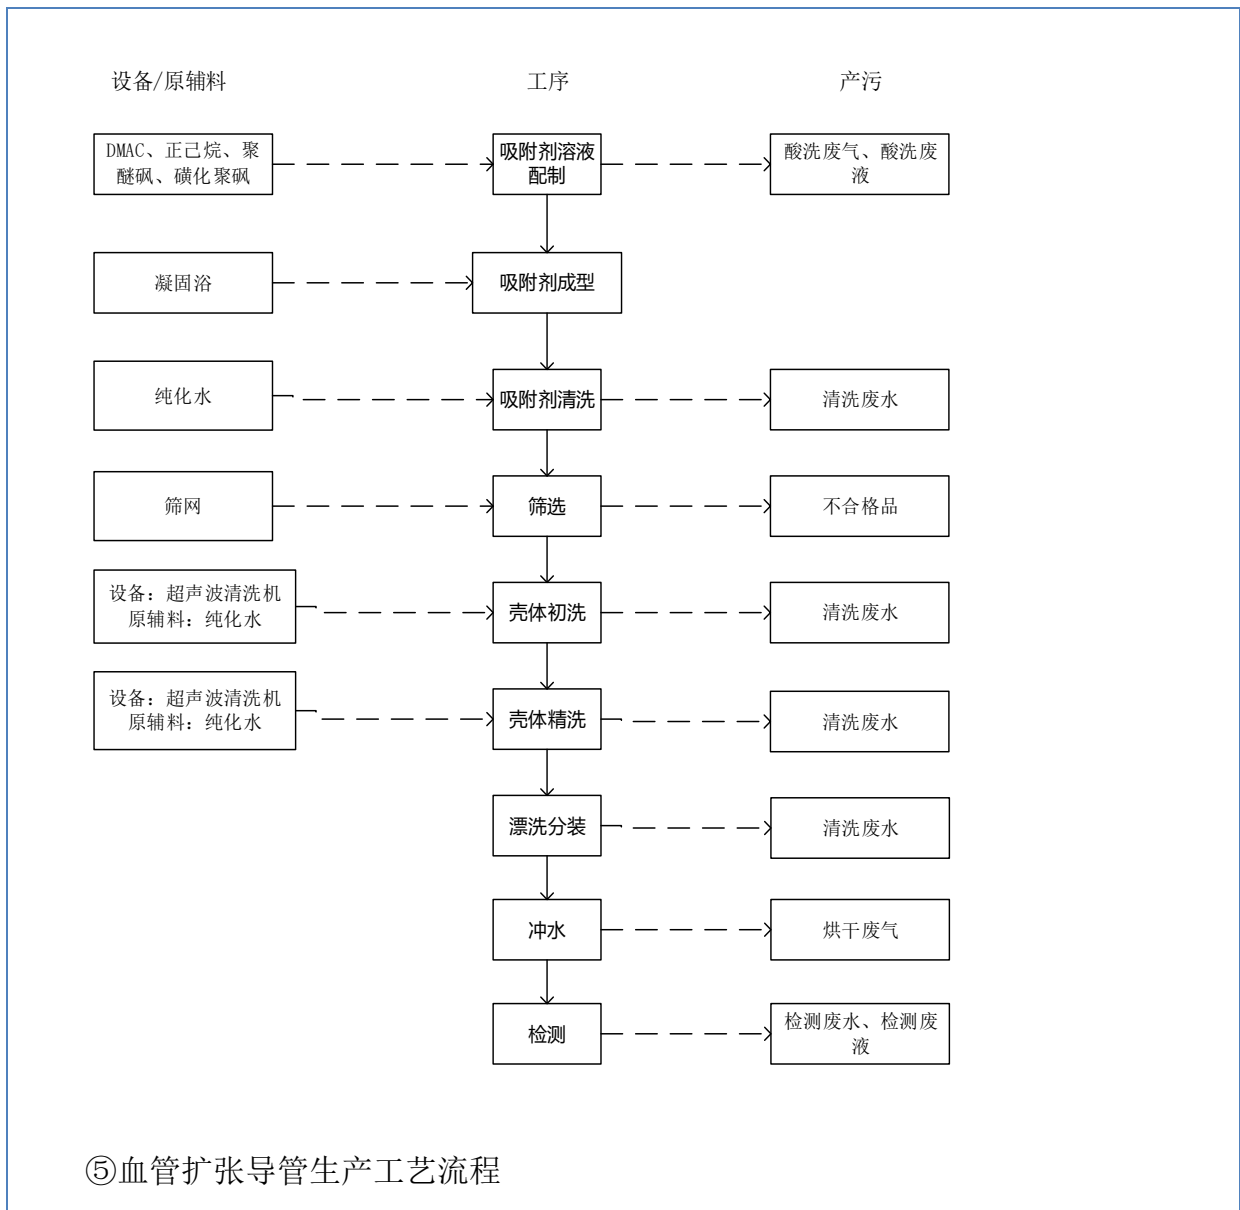 设备/原辅料
工序
产污
DMAC、正己烷、聚
醚砜、磺化聚砜
吸附剂溶液
配制
酸洗废气、酸洗废
液
凝固浴
吸附剂成型
纯化水
吸附剂清洗
清洗废水
筛网
筛选
不合格品
设备：超声波清洗机
原辅料：纯化水
壳体初洗
清洗废水
设备：超声波清洗机
原辅料：纯化水
壳体精洗
清洗废水
漂洗分装
清洗废水
冲水
烘干废气
检测
检测废水、检测废
液
⑤血管扩张导管生产工艺流程